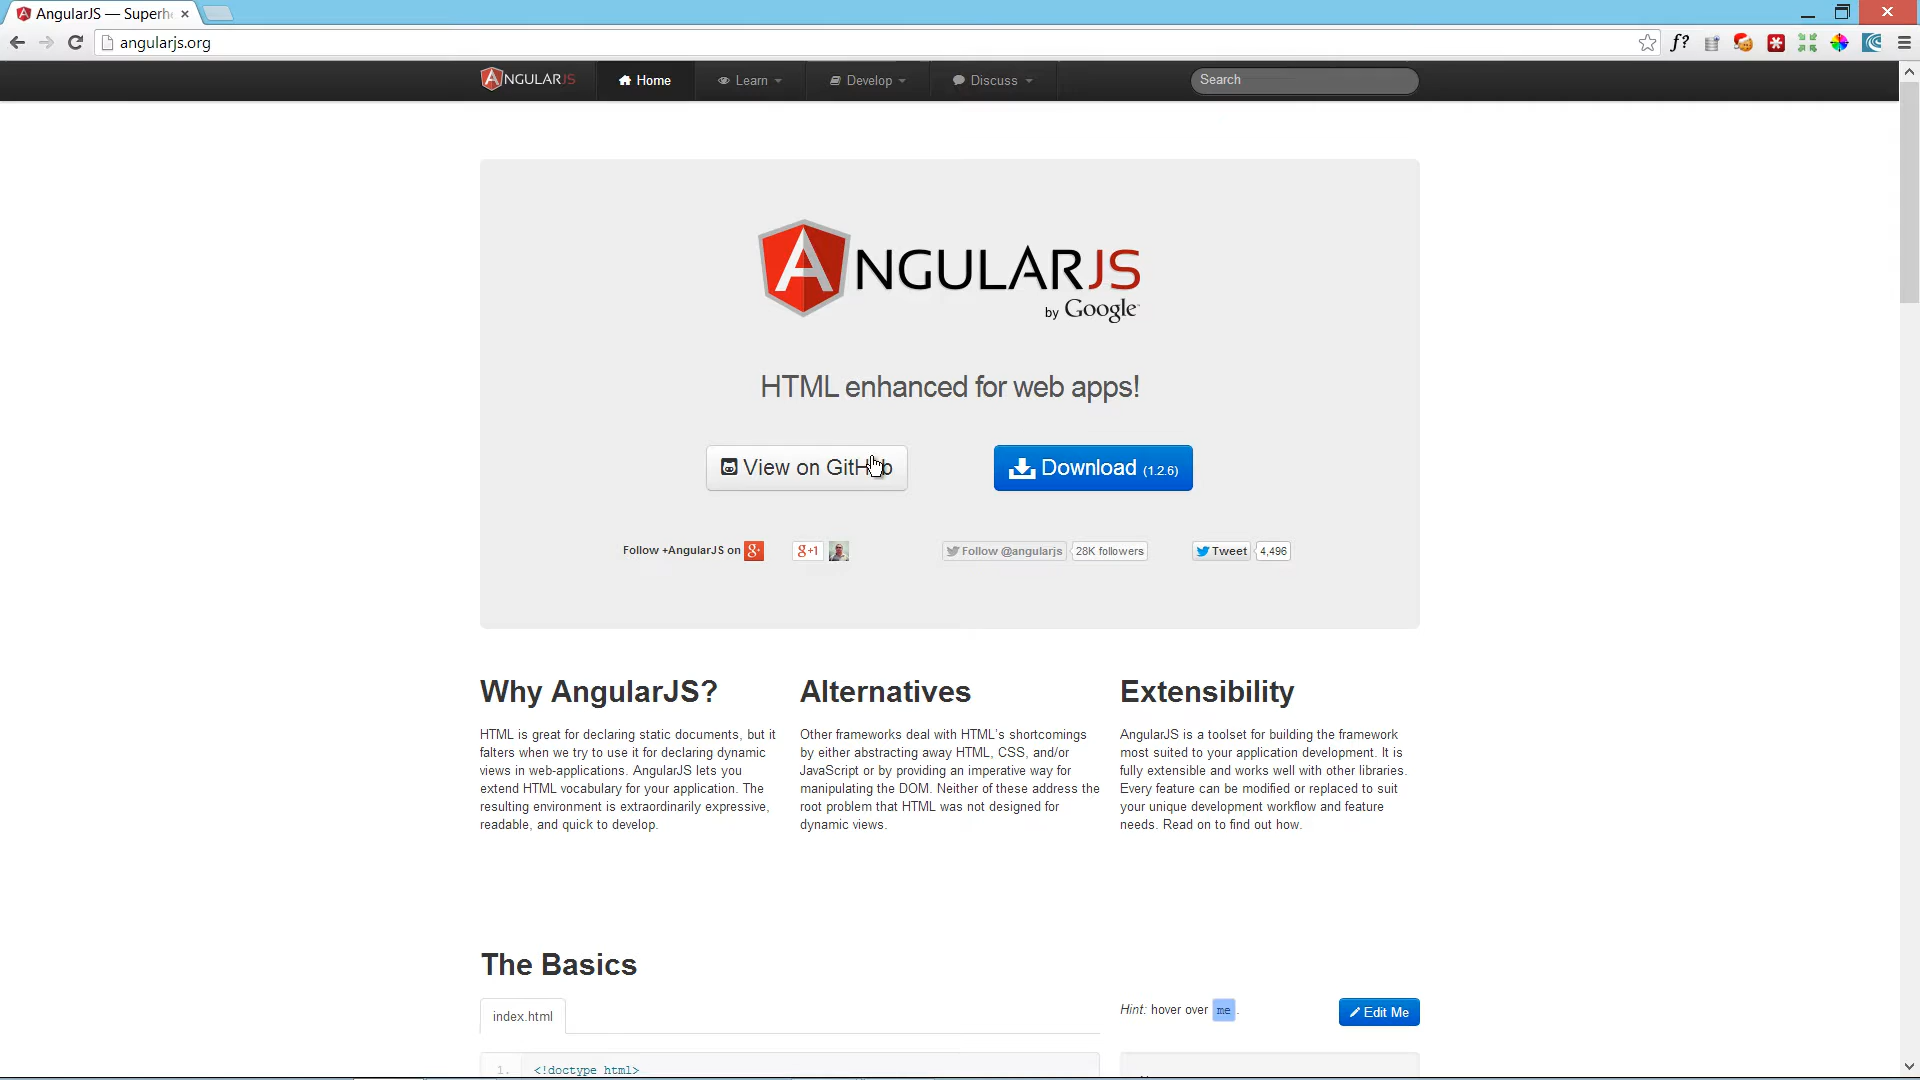 AngularJS — Superh
angularjs.org
f?
NGULARJS
Home
Learn
Develop
Discuss
Search
ANGULARJS
by Google
HTML enhanced for web apps!
View on GitHub
Download (1.2.6)
Follow +AngularJS on g+
g+1
Follow @angularjs
28K followers
Tweet
4,496
Why AngularJS?
HTML is great for declaring static documents, but it
falters when we try to use it for declaring dynamic
views in web-applications. AngularJS lets you
extend HTML vocabulary for your application. The
resulting environment is extraordinarily expressive,
readable, and quick to develop.
Alternatives
Other frameworks deal with HTML's shortcomings
by either abstracting away HTML, CSS, and/or
JavaScript or by providing an imperative way for
manipulating the DOM. Neither of these address the
root problem that HTML was not designed for
dynamic views.
Extensibility
AngularJS is a toolset for building the framework
most suited to your application development. It is
fully extensible and works well with other libraries.
Every feature can be modified or replaced to suit
your unique development workflow and feature
needs. Read on to find out how.
The Basics
index.html
Hint: hover over me.
Edit Me
1. <!doctype html>